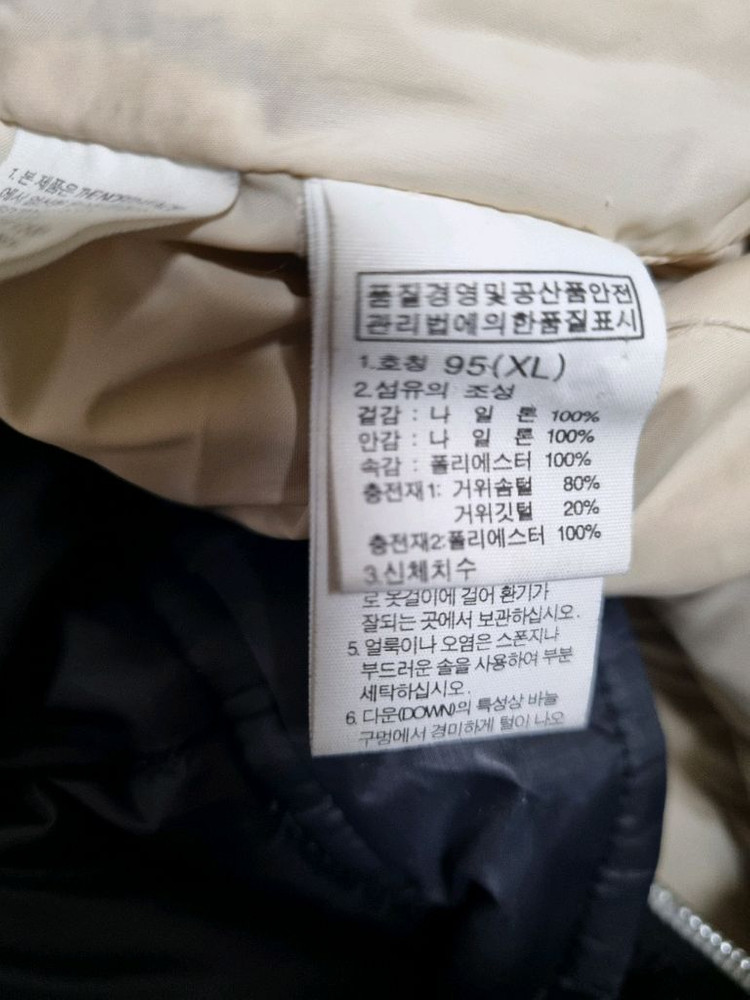 1. 본 제품은
품질경영및공산품안전
관리법에의한품질표시
1.호칭 95(XL)
2.섬유의 조성
겉감 : 나 일 론 100%
안감 : 나 일 론 100%
속감 : 폴리에스터 100%
충전재1: 거위솜털 80%
거위깃털 20%
충전재2:폴리에스터 100%
3.신체치수
로 옷걸이에 걸어 환기가
잘되는 곳에서 보관하십시오.
5. 얼룩이나 오염은 스폰지나
부드러운 솔을 사용하여 부분
세탁하십시오.
6. 다운(DOWN)의 특성상 바늘
구멍에서 경미하게 털이 나오